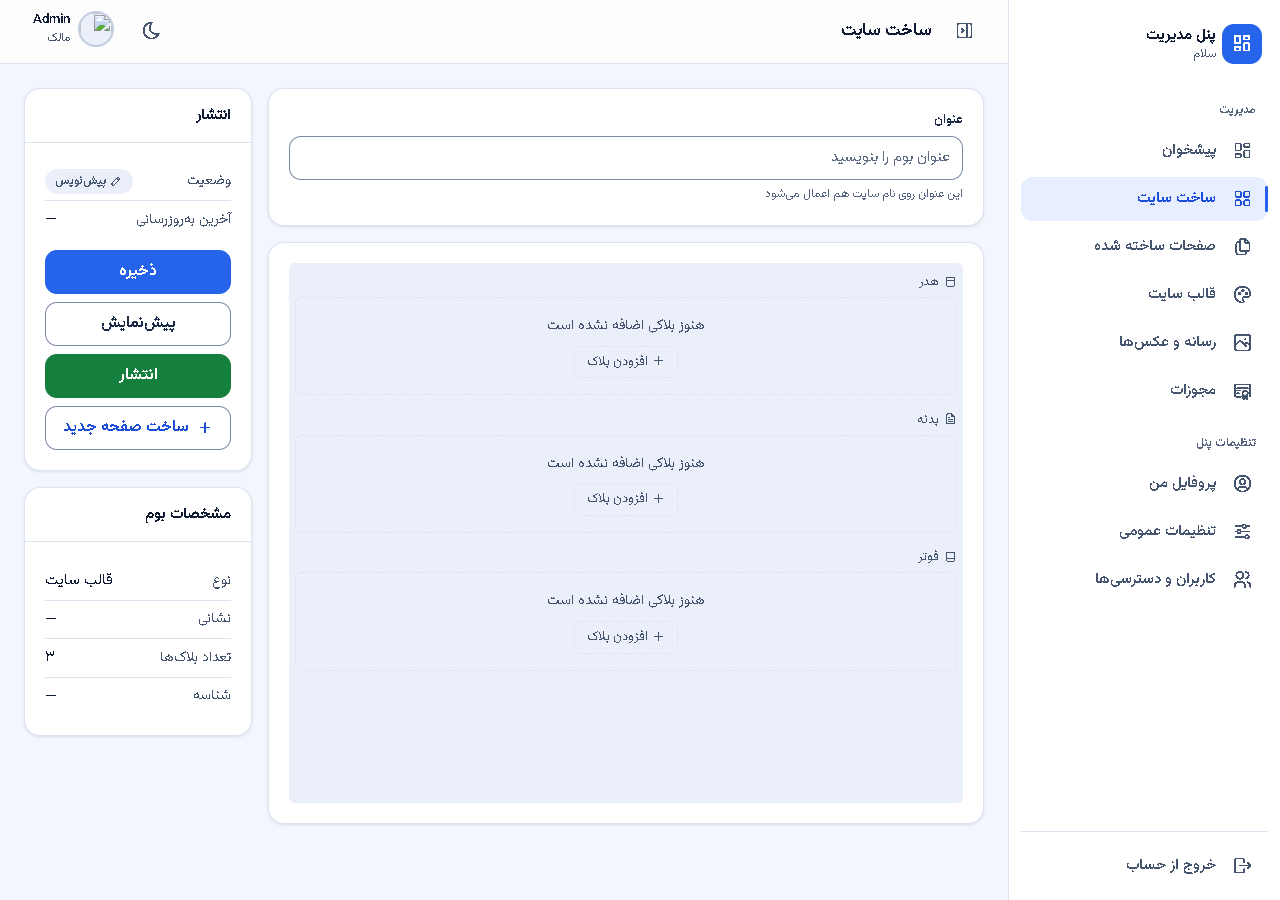 پنل مدیریت
سلام
مدیریت
پیشخوان
ساخت سایت
صفحات ساخته شده
قالب سایت
رسانه و عکس‌ها
مجوزات
تنظیمات پنل
پروفایل من
تنظیمات عمومی
کاربران و دسترسی‌ها
خروج از حساب
ساخت سایت
Admin
مالک
عنوان
عنوان بوم را بنویسید
این عنوان روی نام سایت هم اعمال می‌شود
هدر
هنوز بلاکی اضافه نشده است
+ افزودن بلاک
بدنه
هنوز بلاکی اضافه نشده است
+ افزودن بلاک
فوتر
هنوز بلاکی اضافه نشده است
+ افزودن بلاک
انتشار
وضعیت پیش‌نویس
آخرین به‌روزرسانی —
ذخیره
پیش‌نمایش
انتشار
+ ساخت صفحه جدید
مشخصات بوم
نوع قالب سایت
نشانی —
تعداد بلاک‌ها ۳
شناسه —